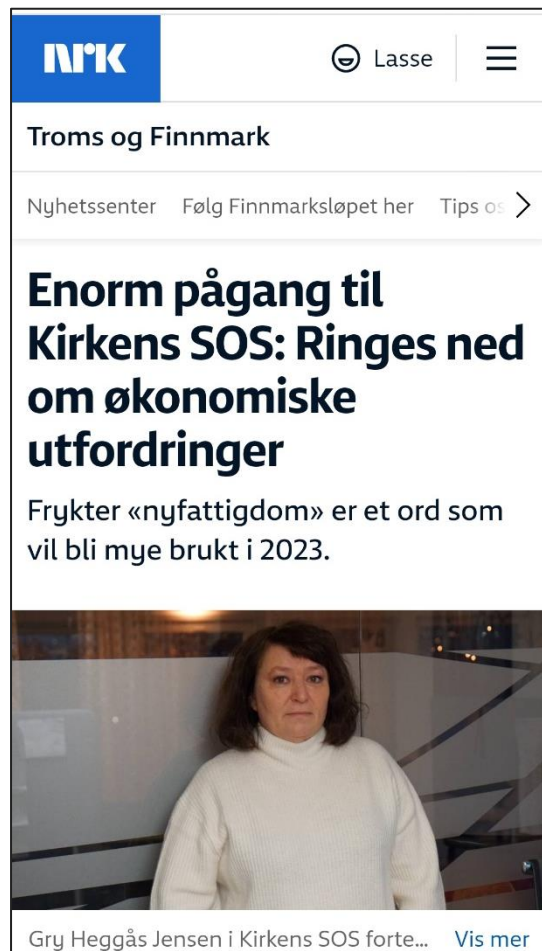 NRK
Lasse
Troms og Finnmark
Nyhetssenter Følg Finnmarksløpet her Tips os
Enorm pågang til
Kirkens SOS: Ringes ned
om økonomiske
utfordringer
Frykter «nyfattigdom» er et ord som
vil bli mye brukt i 2023.
Gry Heggås Jensen i Kirkens SOS forte... Vis mer